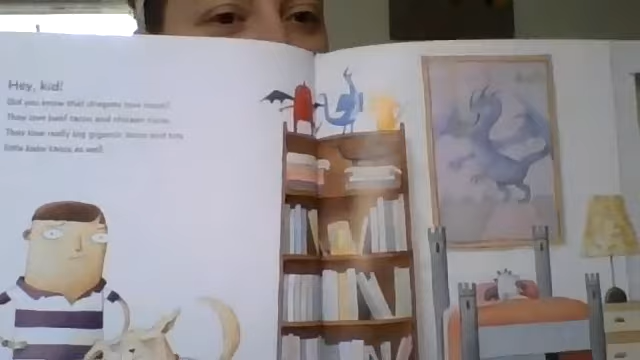 Hey, kid!
Did you know that dragons love tacos?
They love beef tacos and chicken tacos.
They love really big gigantic tacos and tiny,
little baby tacos as well.